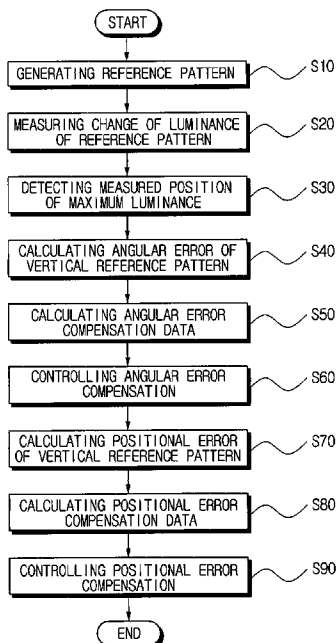 START
GENERATING REFERENCE PATTERN
S10
MEASURING CHANGE OF LUMINANCE
OF REFERENCE PATTERN
S20
DETECTING MEASURED POSITION
OF MAXIMUM LUMINANCE
S30
CALCULATING ANGULAR ERROR OF
VERTICAL REFERENCE PATTERN
S40
CALCULATING ANGULAR ERROR
COMPENSATION DATA
S50
CONTROLLING ANGULAR ERROR
COMPENSATION
S60
CALCULATING POSITIONAL ERROR
OF VERTICAL REFERENCE PATTERN
S70
CALCULATING POSITIONAL ERROR
COMPENSATION DATA
S80
CONTROLLING POSITIONAL ERROR
COMPENSATION
S90
END